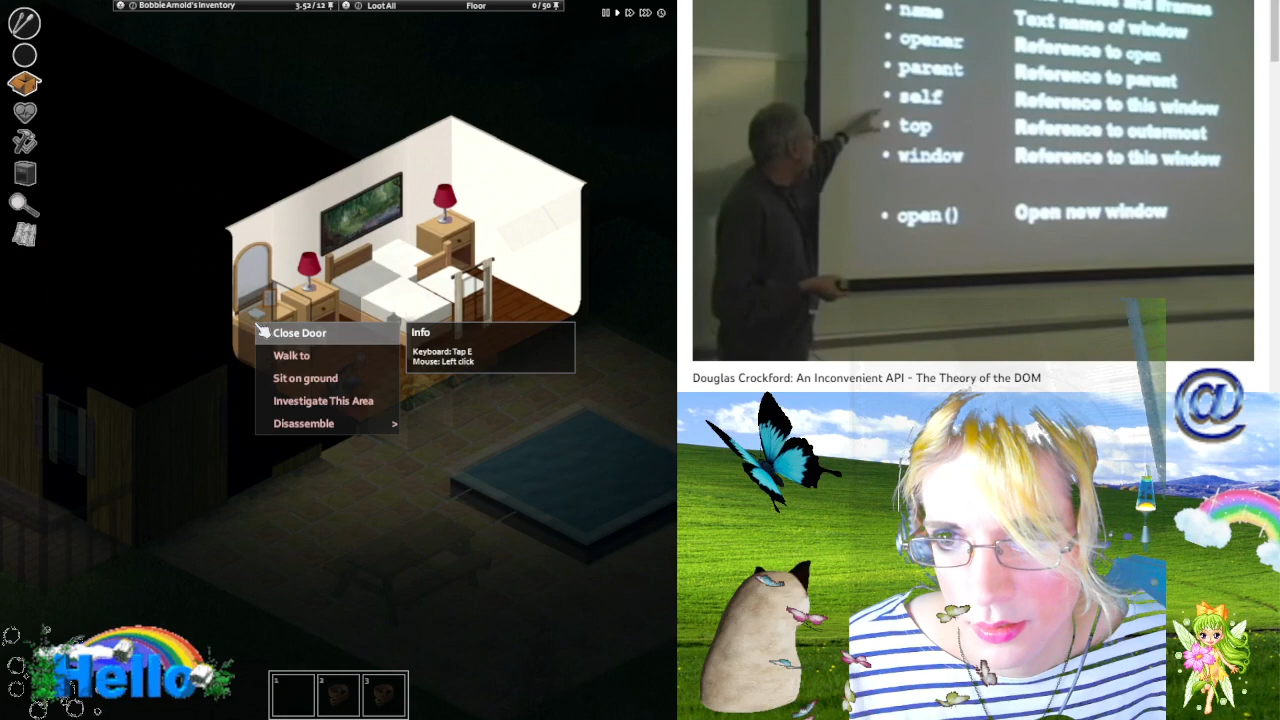 BobbieArnold's Inventory 3.52 / 12 Loot All Floor 0 / 50
Close Door
Walk to
Sit on ground
Investigate This Area
Disassemble >
Info
Keyboard: Tap E
Mouse: Left click
1 2 3
Hello
name Text name of window
opener Reference to open
parent Reference to parent
self Reference to this window
top Reference to outermost
window Reference to this window
open() Open new window
Douglas Crockford: An Inconvenient API - The Theory of the DOM
@